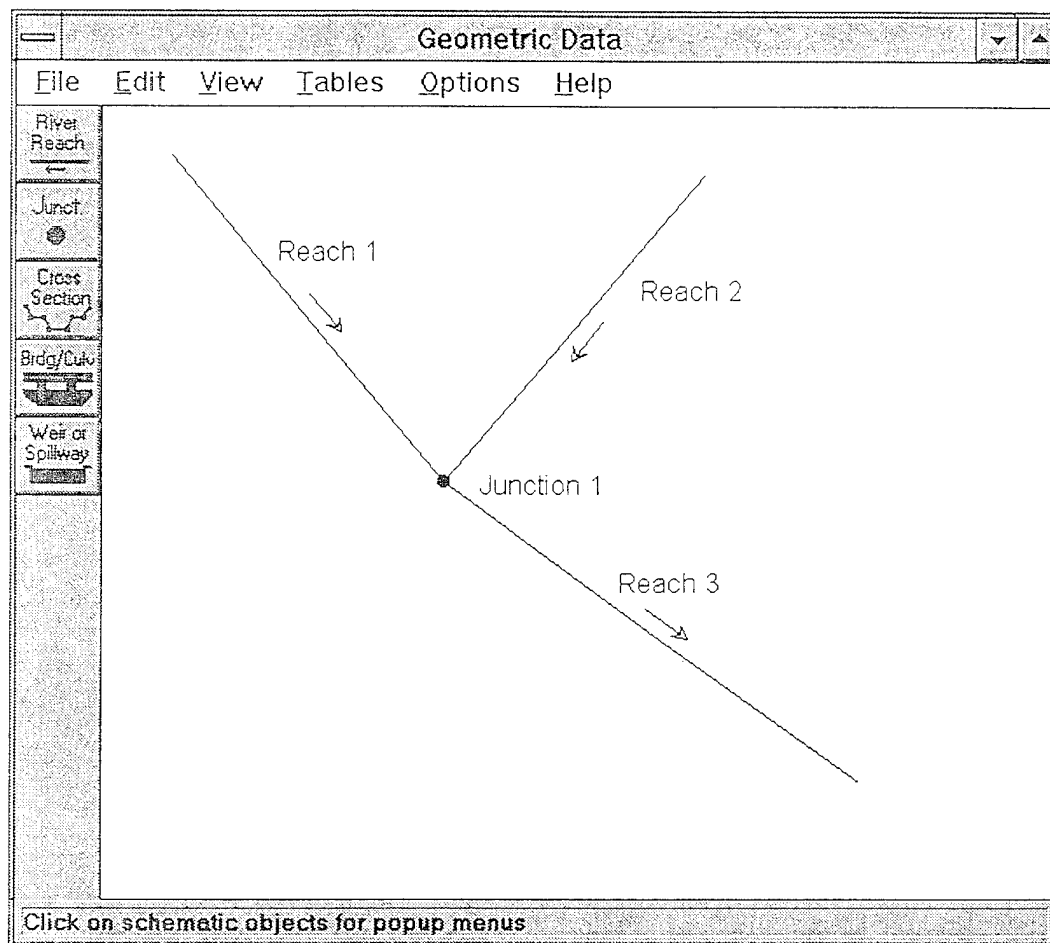 Geometric Data
File Edit View Tables Options Help
River
Reach
Junct.
Cross
Section
Brdg/Culv
Weir or
Spillway
Reach 1
Reach 2
Junction 1
Reach 3
Click on schematic objects for popup menus